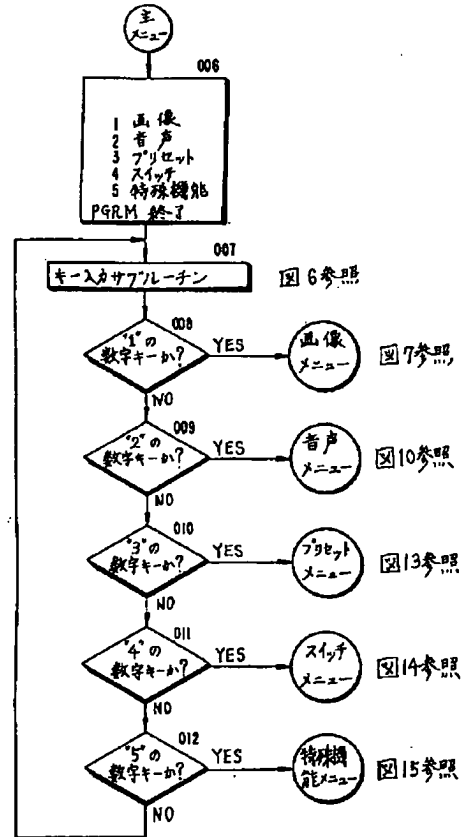 主
メニュー
006
1 画像
2 音声
3 プリセット
4 スイッチ
5 特殊機能
PGRM 終了
007
キー入力サブルーチン
図6参照
008
"1"の
数字キーか?
YES
画像
メニュー
図7参照
NO
009
"2"の
数字キーか?
YES
音声
メニュー
図10参照
NO
010
"3"の
数字キーか?
YES
プリセット
メニュー
図13参照
NO
011
"4"の
数字キーか?
YES
スイッチ
メニュー
図14参照
NO
012
"5"の
数字キーか?
YES
特殊機
能メニュー
図15参照
NO